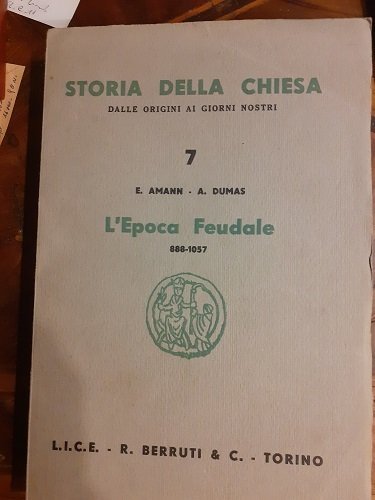 STORIA DELLA CHIESA
DALLE ORIGINI AI GIORNI NOSTRI
7
E. AMANN - A. DUMAS
L'Epoca Feudale
888-1057
L.I.C.E. - R. BERRUTI & C. - TORINO